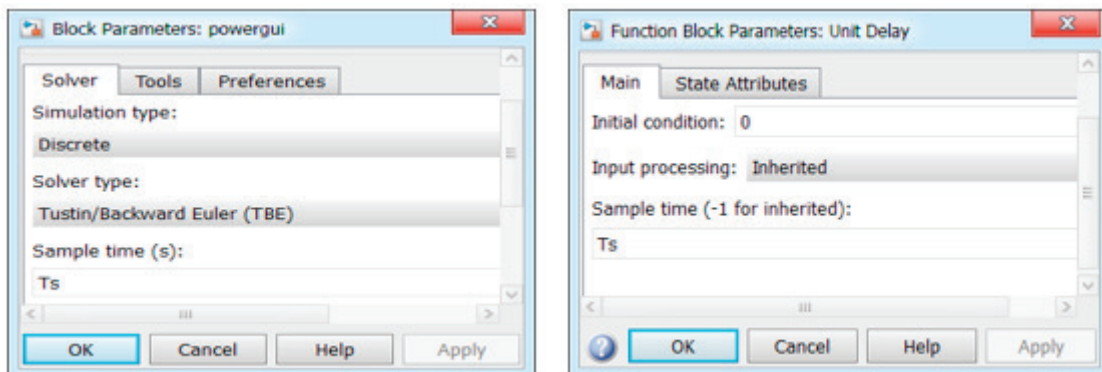 Block Parameters: powergui
Solver Tools Preferences
Simulation type:
Discrete
Solver type:
Tustin/Backward Euler (TBE)
Sample time (s):
Ts
OK Cancel Help Apply
Function Block Parameters: Unit Delay
Main State Attributes
Initial condition: 0
Input processing: Inherited
Sample time (-1 for inherited):
Ts
OK Cancel Help Apply